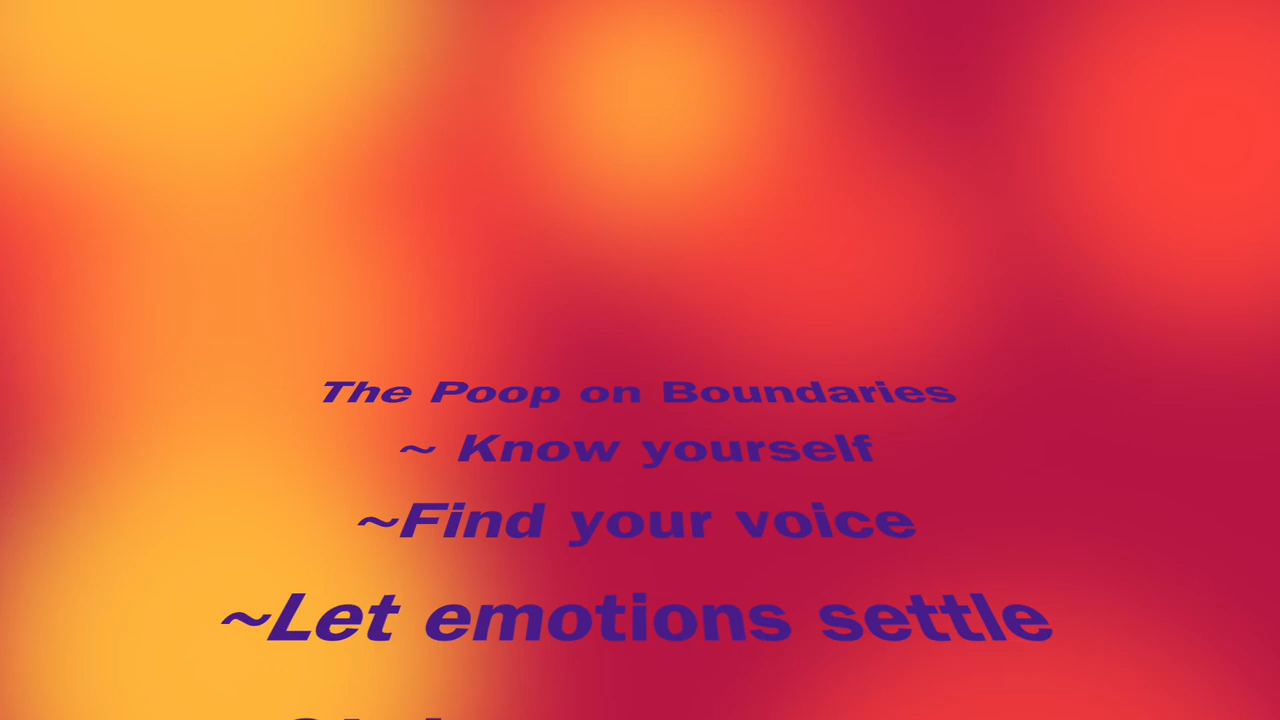 The Poop on Boundaries
~ Know yourself
~Find your voice
~Let emotions settle